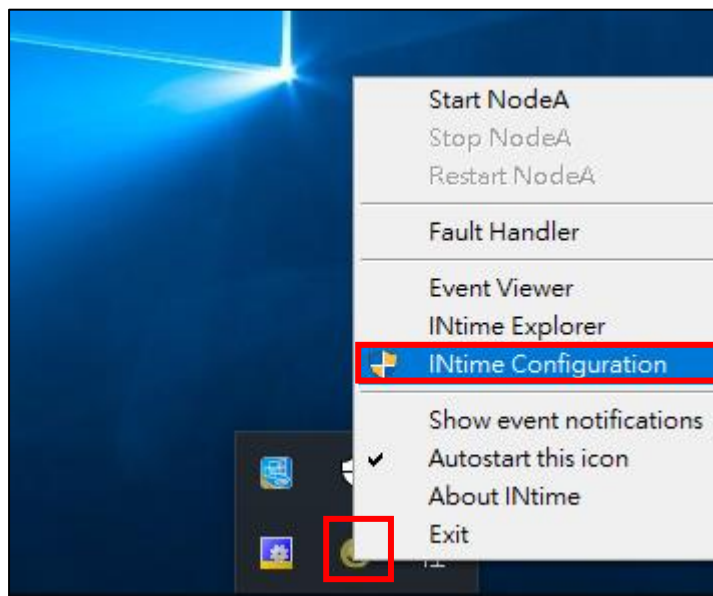 Start NodeA
Stop NodeA
Restart NodeA
Fault Handler
Event Viewer
INtime Explorer
INtime Configuration
Show event notifications
Autostart this icon
About INtime
Exit